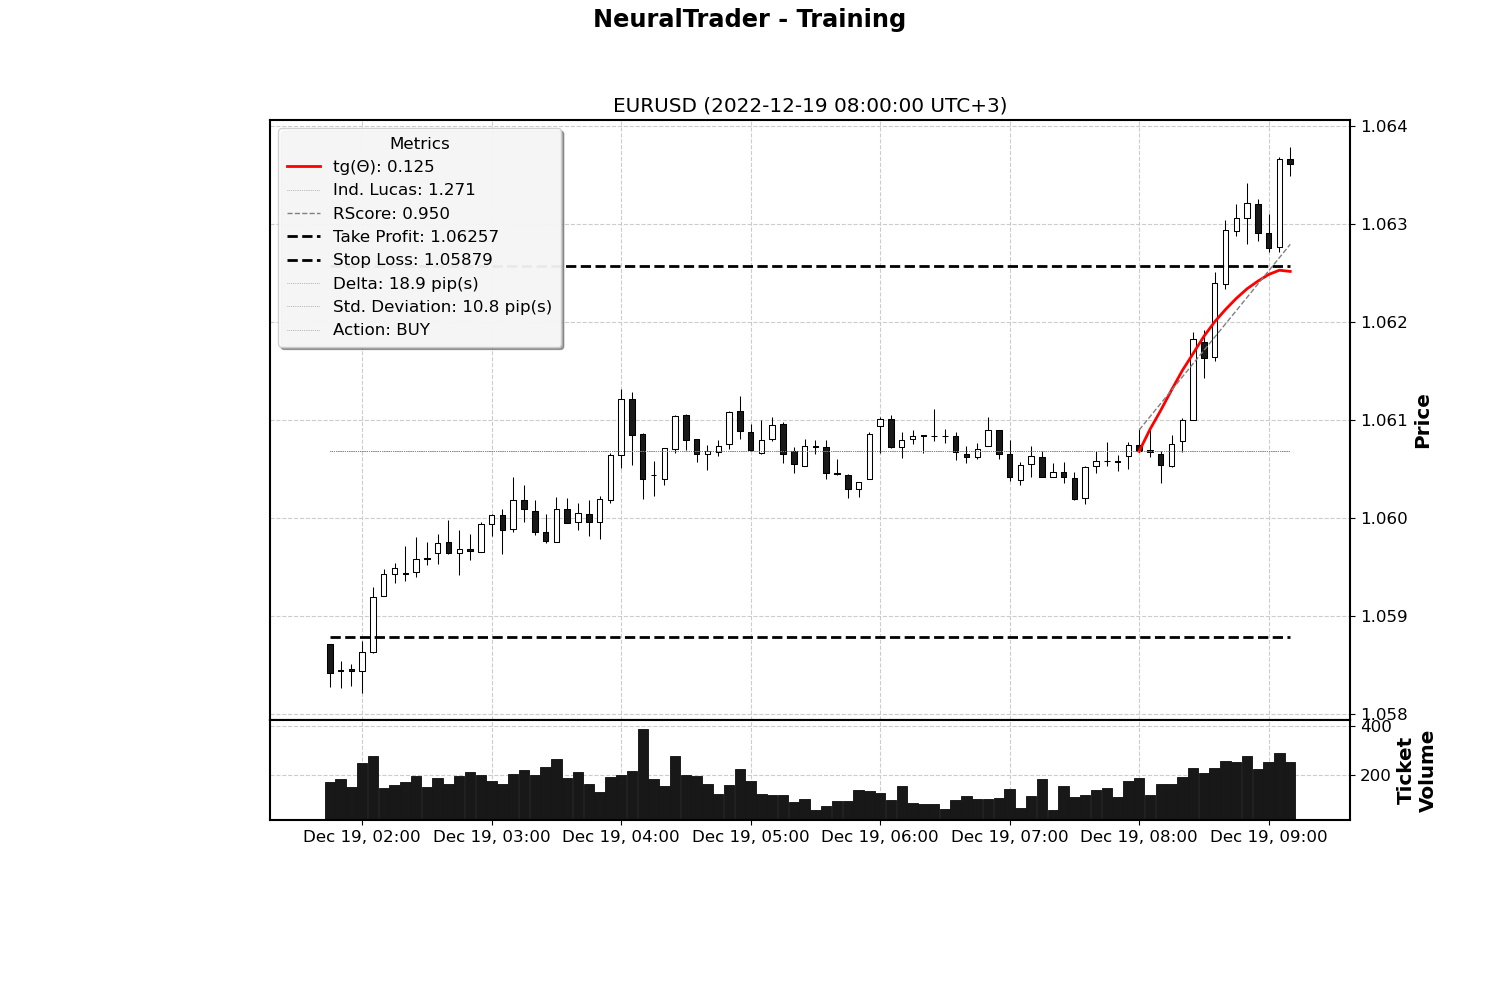 NeuralTrader - Training
EURUSD (2022-12-19 08:00:00 UTC+3)
Metrics
tg(Θ): 0.125
Ind. Lucas: 1.271
RScore: 0.950
Take Profit: 1.06257
Stop Loss: 1.05879
Delta: 18.9 pip(s)
Std. Deviation: 10.8 pip(s)
Action: BUY
1.064
1.063
1.062
1.061
1.060
1.059
1.058
Price
400
200
Ticket
Volume
Dec 19, 02:00
Dec 19, 03:00
Dec 19, 04:00
Dec 19, 05:00
Dec 19, 06:00
Dec 19, 07:00
Dec 19, 08:00
Dec 19, 09:00